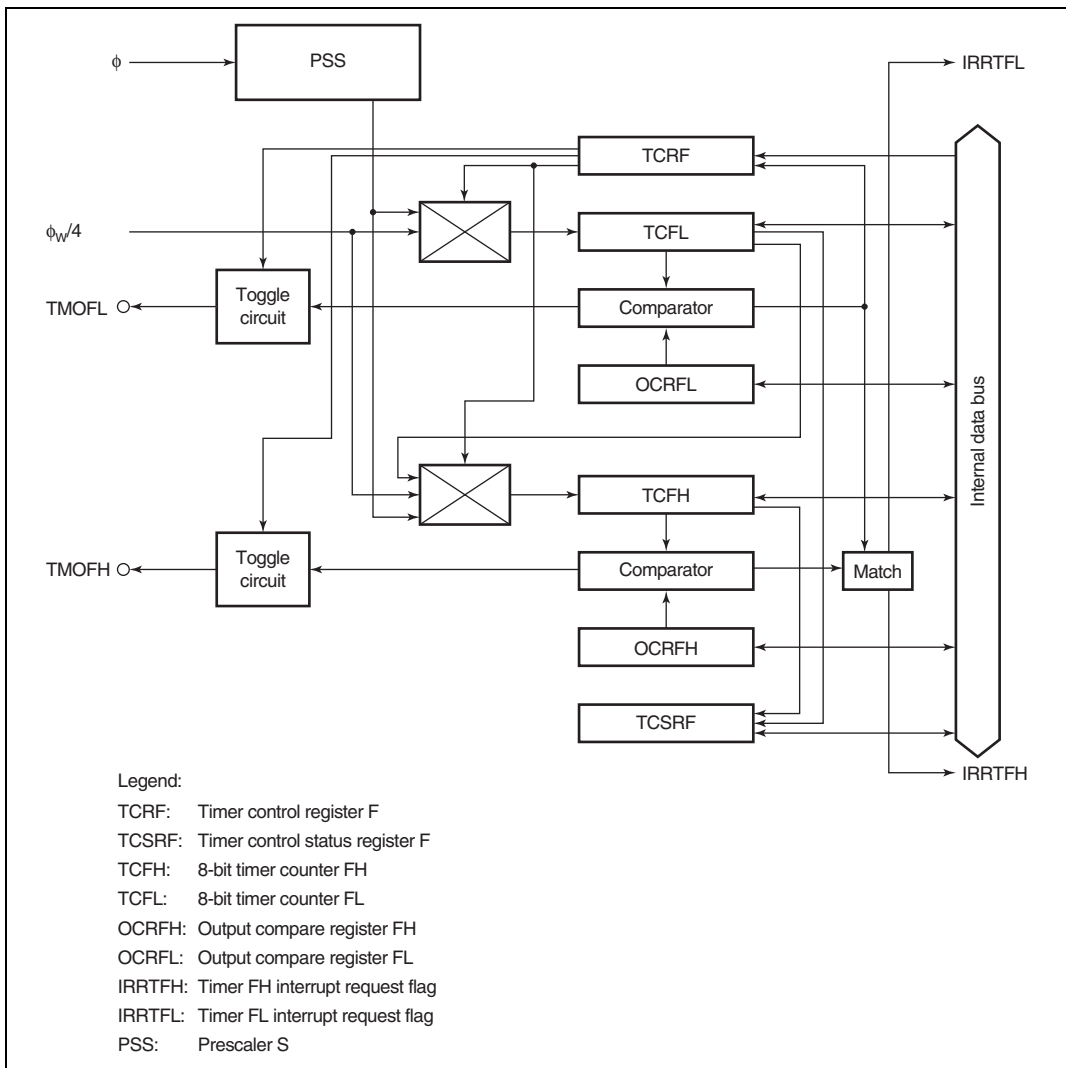 ϕ
PSS
IRRTFL
TCRF
ϕW/4
TCFL
TMOFL
Toggle
circuit
Comparator
OCRFL
Internal data bus
TCFH
TMOFH
Toggle
circuit
Comparator
Match
OCRFH
TCSRF
IRRTFH
Legend:
TCRF: Timer control register F
TCSRF: Timer control status register F
TCFH: 8-bit timer counter FH
TCFL: 8-bit timer counter FL
OCRFH: Output compare register FH
OCRFL: Output compare register FL
IRRTFH: Timer FH interrupt request flag
IRRTFL: Timer FL interrupt request flag
PSS: Prescaler S